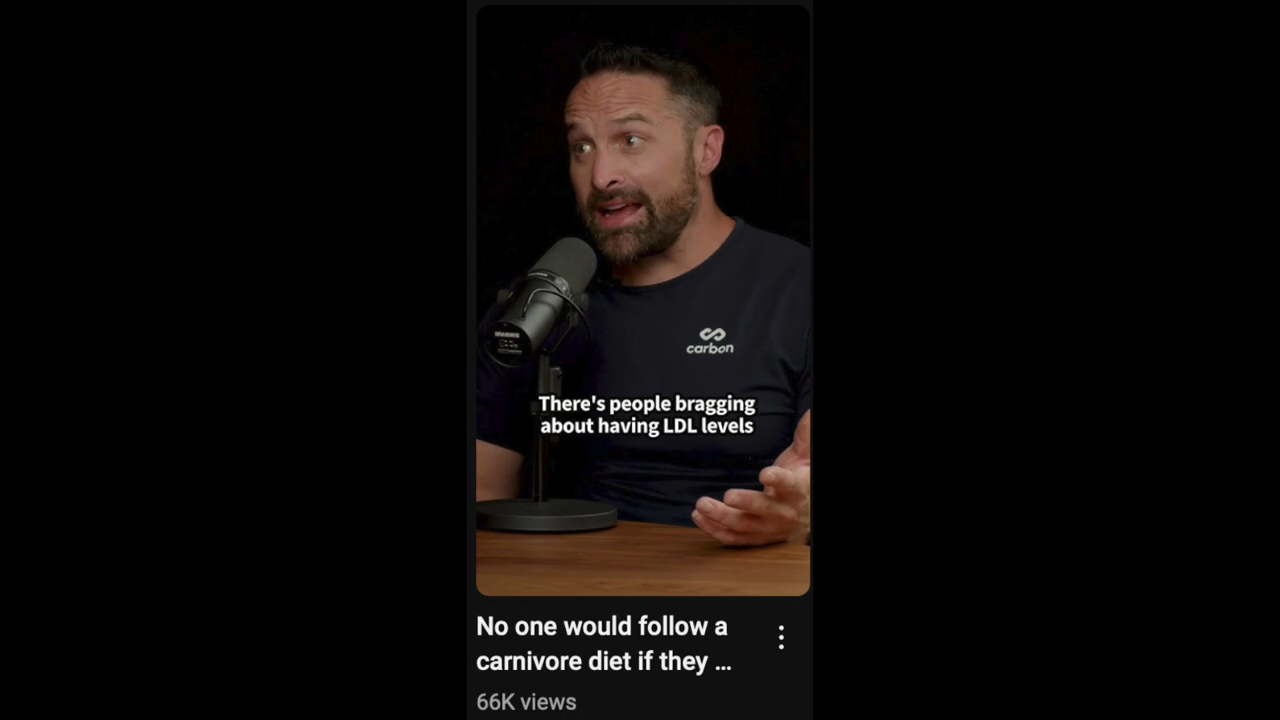 carbon
There's people bragging
about having LDL levels
No one would follow a
carnivore diet if they ...
66K views